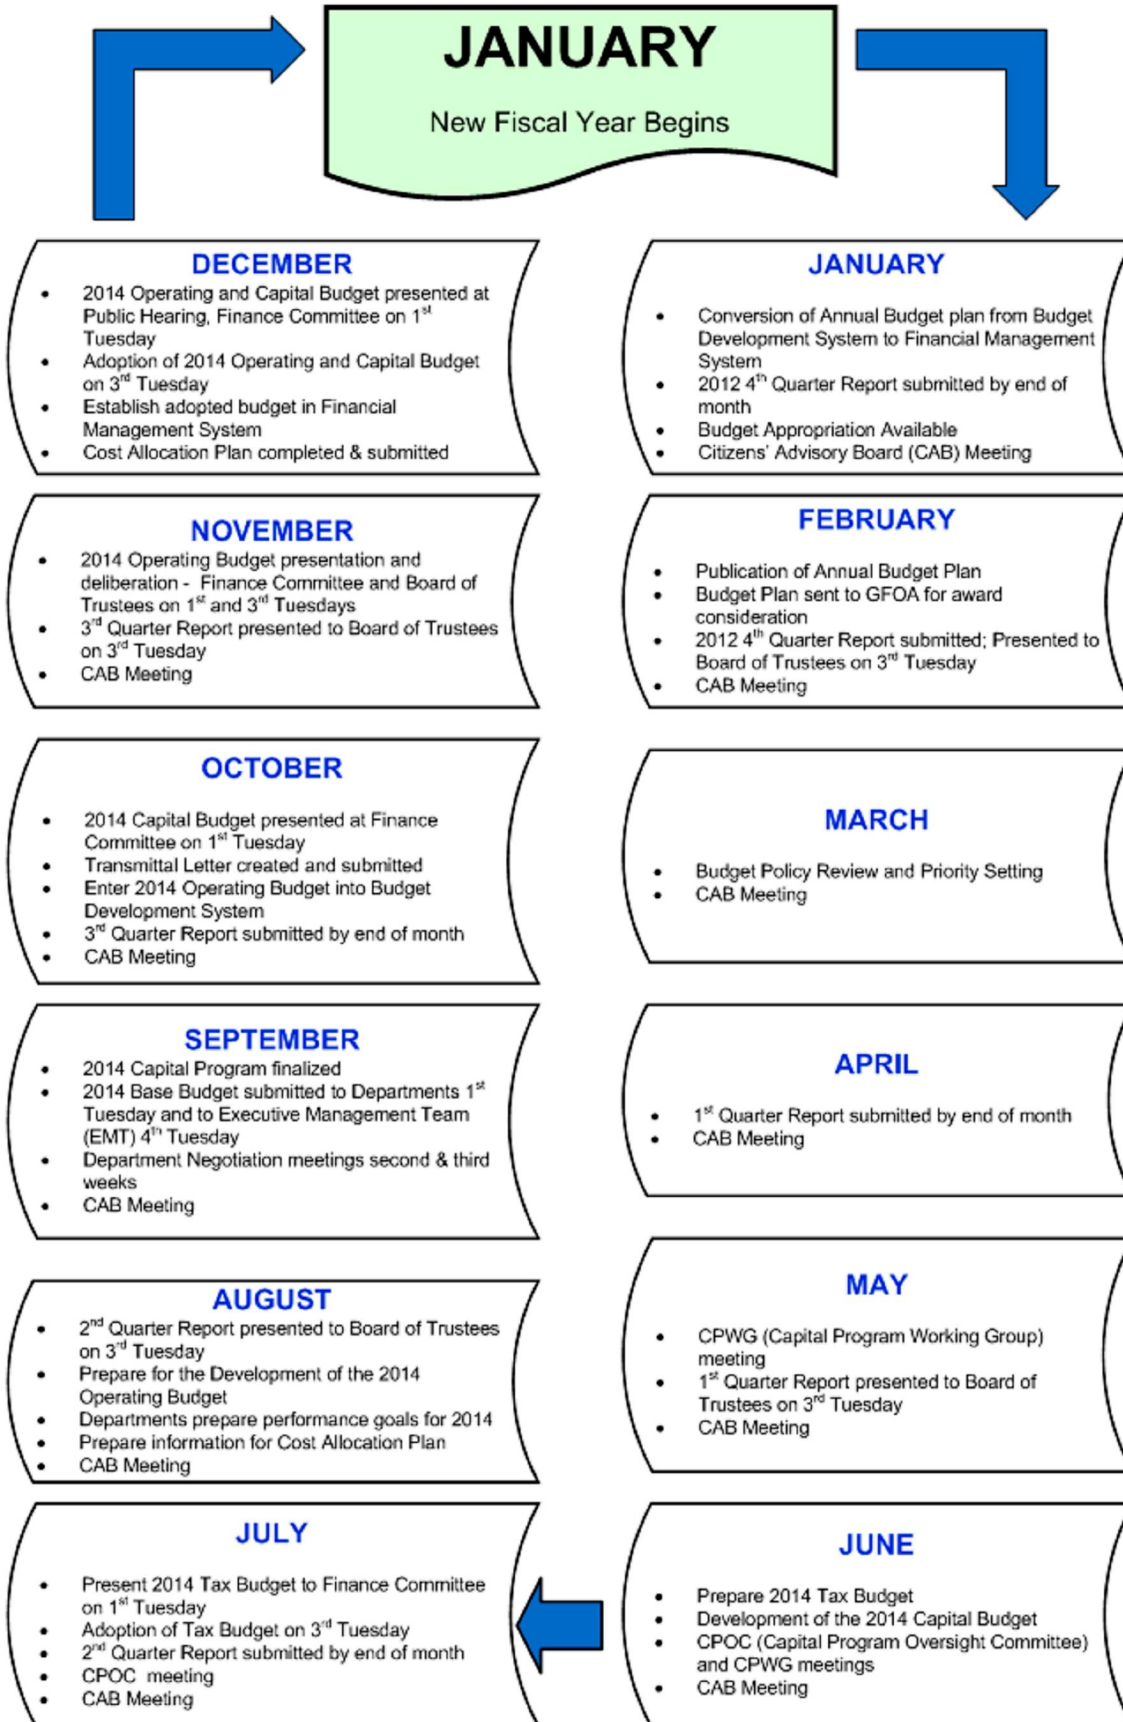 JANUARY
New Fiscal Year Begins
JANUARY
• Conversion of Annual Budget plan from Budget
Development System to Financial Management
System
• 2012 4th Quarter Report submitted by end of
month
• Budget Appropriation Available
• Citizens' Advisory Board (CAB) Meeting
FEBRUARY
• Publication of Annual Budget Plan
• Budget Plan sent to GFOA for award
consideration
• 2012 4th Quarter Report submitted; Presented to
Board of Trustees on 3rd Tuesday
• CAB Meeting
MARCH
• Budget Policy Review and Priority Setting
• CAB Meeting
APRIL
• 1st Quarter Report submitted by end of month
• CAB Meeting
MAY
• CPWG (Capital Program Working Group)
meeting
• 1st Quarter Report presented to Board of
Trustees on 3rd Tuesday
• CAB Meeting
JUNE
• Prepare 2014 Tax Budget
• Development of the 2014 Capital Budget
• CPOC (Capital Program Oversight Committee)
and CPWG meetings
• CAB Meeting
JULY
• Present 2014 Tax Budget to Finance Committee
on 1st Tuesday
• Adoption of Tax Budget on 3rd Tuesday
• 2nd Quarter Report submitted by end of month
• CPOC meeting
• CAB Meeting
AUGUST
• 2nd Quarter Report presented to Board of Trustees
on 3rd Tuesday
• Prepare for the Development of the 2014
Operating Budget
• Departments prepare performance goals for 2014
• Prepare information for Cost Allocation Plan
• CAB Meeting
SEPTEMBER
• 2014 Capital Program finalized
• 2014 Base Budget submitted to Departments 1st
Tuesday and to Executive Management Team
(EMT) 4th Tuesday
• Department Negotiation meetings second & third
weeks
• CAB Meeting
OCTOBER
• 2014 Capital Budget presented at Finance
Committee on 1st Tuesday
• Transmittal Letter created and submitted
• Enter 2014 Operating Budget into Budget
Development System
• 3rd Quarter Report submitted by end of month
• CAB Meeting
NOVEMBER
• 2014 Operating Budget presentation and
deliberation - Finance Committee and Board of
Trustees on 1st and 3rd Tuesdays
• 3rd Quarter Report presented to Board of Trustees
on 3rd Tuesday
• CAB Meeting
DECEMBER
• 2014 Operating and Capital Budget presented at
Public Hearing, Finance Committee on 1st
Tuesday
• Adoption of 2014 Operating and Capital Budget
on 3rd Tuesday
• Establish adopted budget in Financial
Management System
• Cost Allocation Plan completed & submitted